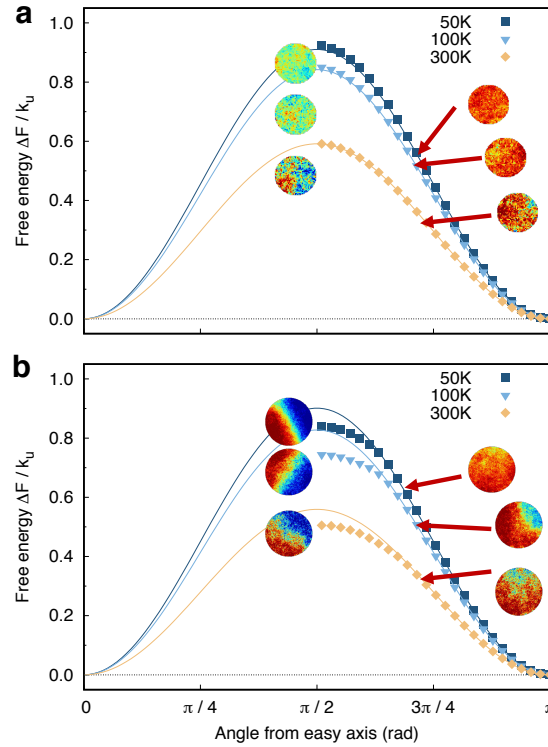 a
50K
100K
300K
1.0
0.8
0.6
0.4
0.2
0.0
Free energy ΔF / k_u
b
50K
100K
300K
1.0
0.8
0.6
0.4
0.2
0.0
Free energy ΔF / k_u
0 π / 4 π / 2 3π / 4 π
Angle from easy axis (rad)